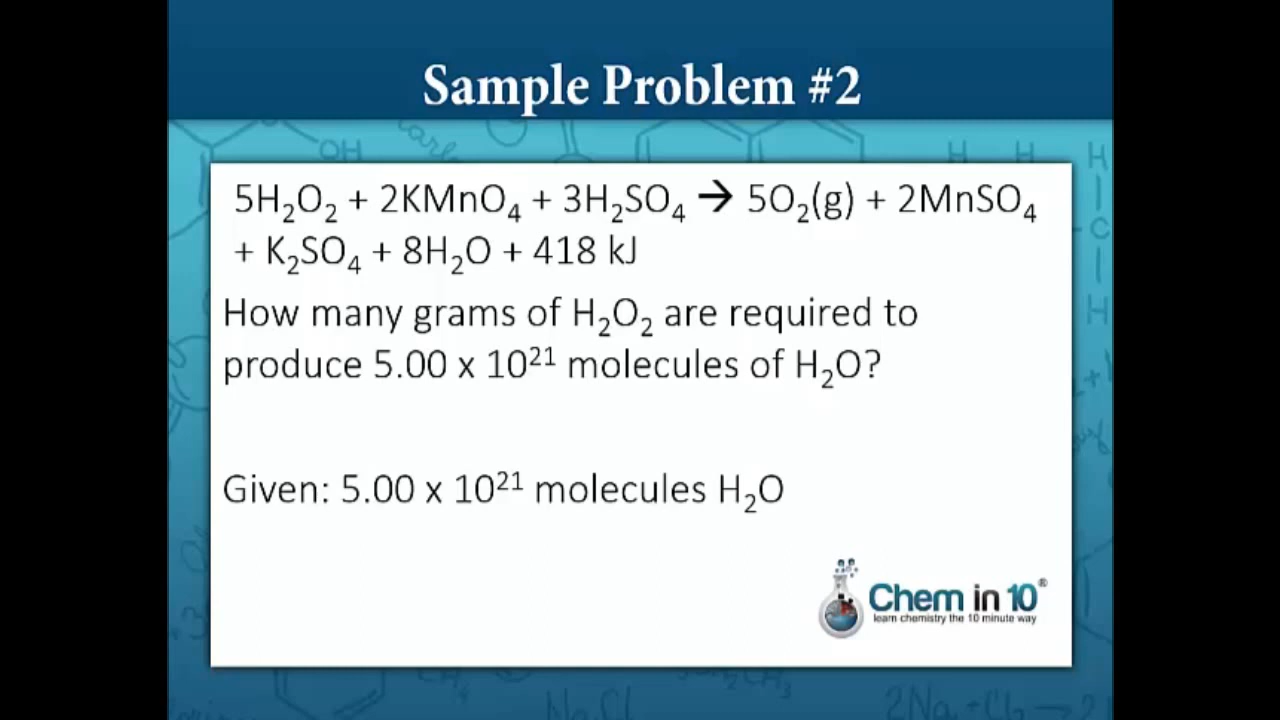 Sample Problem #2
5H₂O₂ + 2KMnO₄ + 3H₂SO₄ → 5O₂(g) + 2MnSO₄
+ K₂SO₄ + 8H₂O + 418 kJ
How many grams of H₂O₂ are required to
produce 5.00 x 10²¹ molecules of H₂O?
Given: 5.00 x 10²¹ molecules H₂O
Chem in 10®
learn chemistry the 10 minute way
OH
H H H
C
H
NaCl